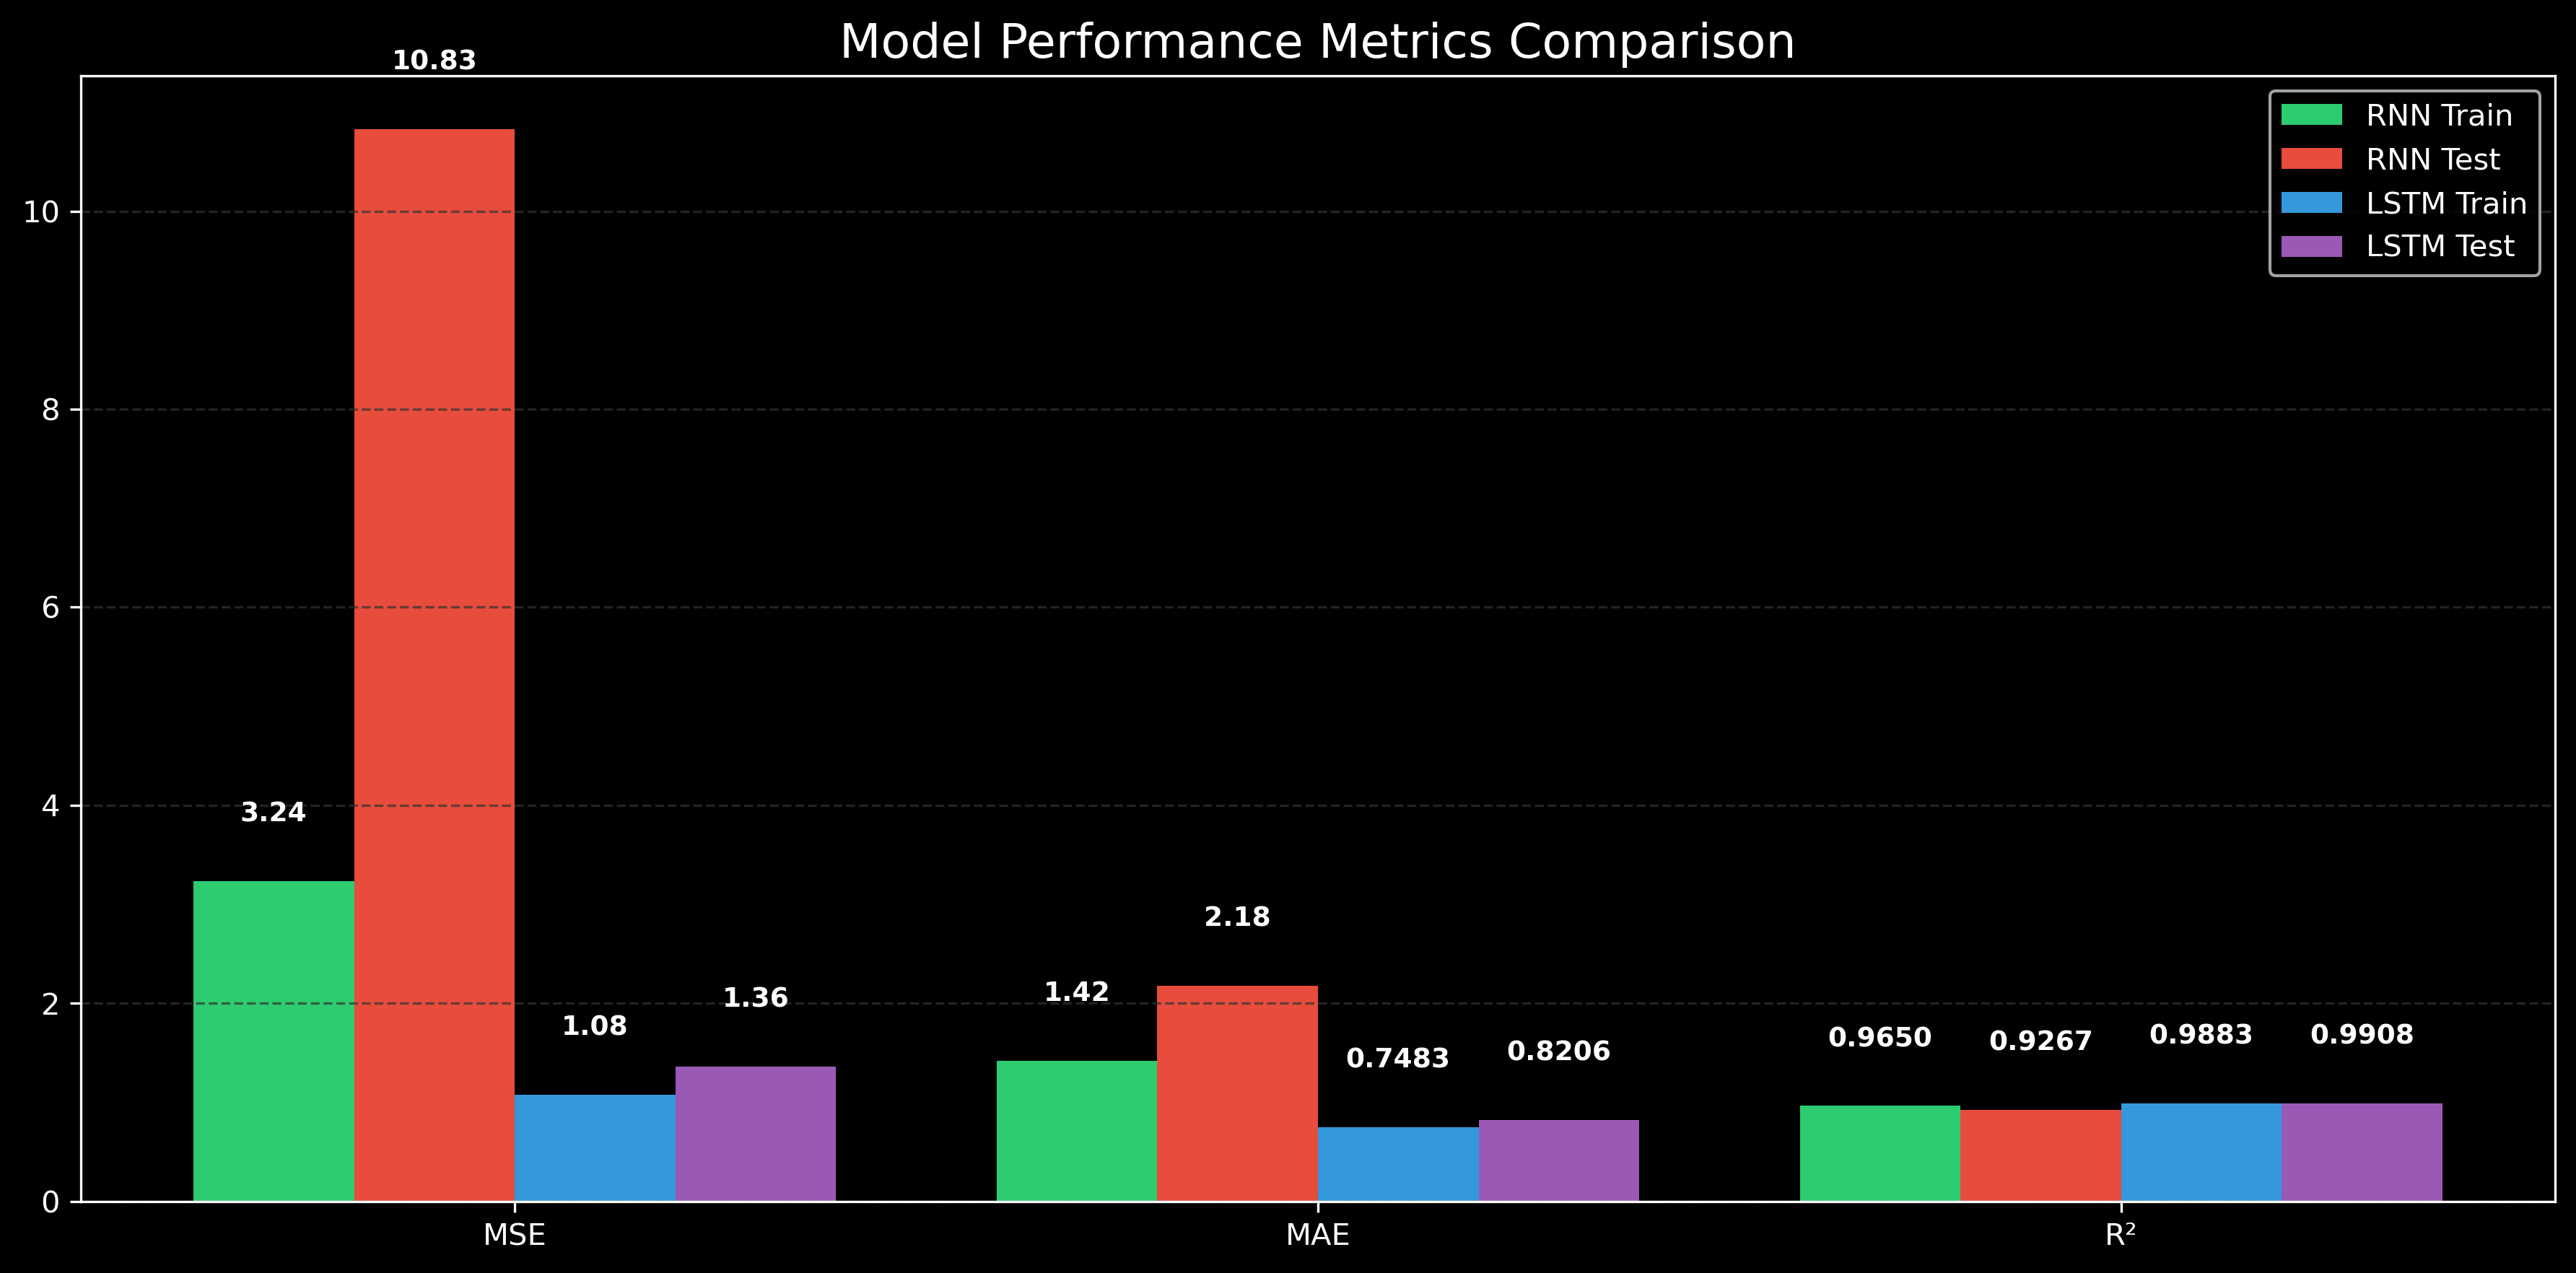 Model Performance Metrics Comparison
10.83
RNN Train
RNN Test
LSTM Train
LSTM Test
10
8
6
4
2
0
3.24
1.08
1.36
1.42
2.18
0.7483
0.8206
0.9650
0.9267
0.9883
0.9908
MSE
MAE
R²